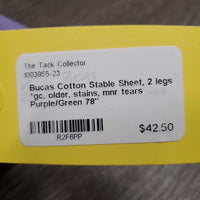 The Tack Collector
1003955-23
Bucas Cotton Stable Sheet, 2 legs
*gc, older, stains, mnr tears
Purple/Green 78"
$42.50
R2F6PP